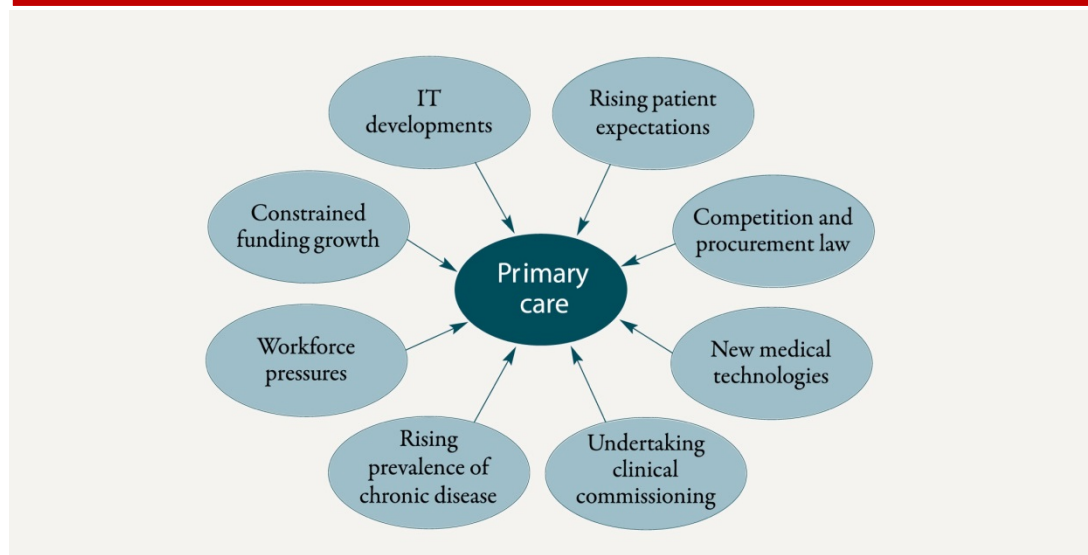 IT
developments
Rising patient
expectations
Constrained
funding growth
Competition and
procurement law
Primary
care
Workforce
pressures
New medical
technologies
Rising
prevalence of
chronic disease
Undertaking
clinical
commissioning